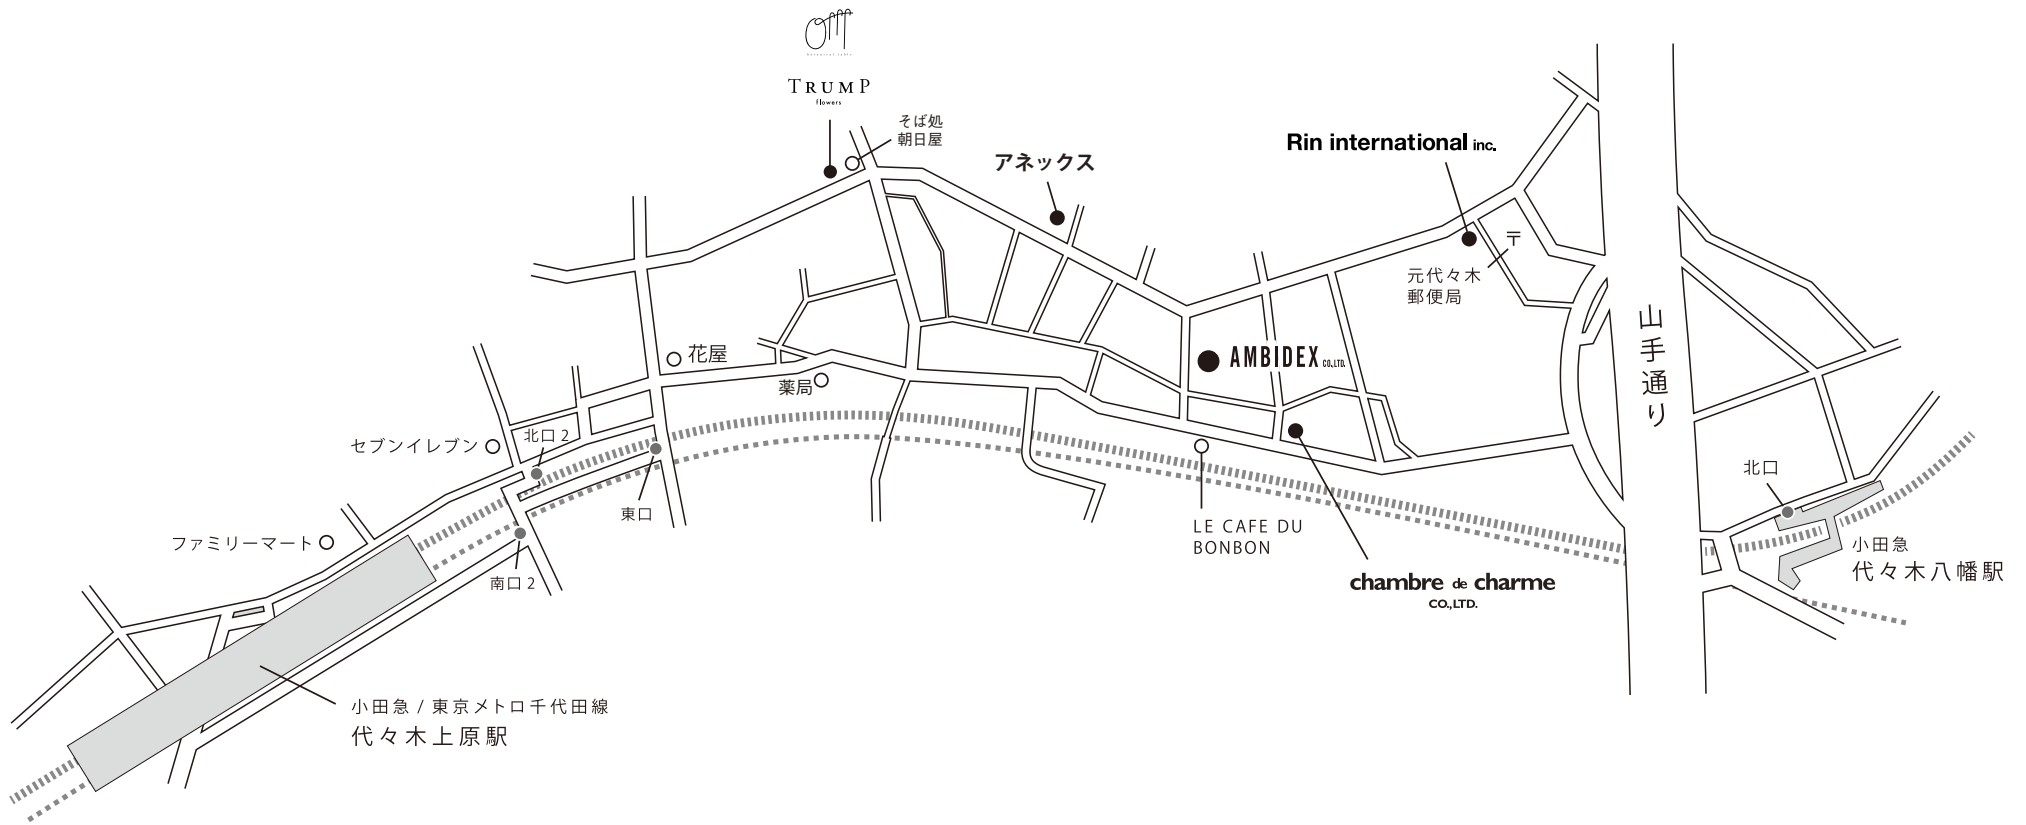 TRUMP
flowers
そば処
朝日屋
アネックス
Rin international inc.
〒
元代々木
郵便局
山手通り
花屋
薬局
AMBIDEX CO.,LTD.
セブンイレブン
北口2
東口
南口2
ファミリーマート
LE CAFE DU
BONBON
chambre de charme
CO.,LTD.
北口
小田急
代々木八幡駅
小田急 / 東京メトロ千代田線
代々木上原駅